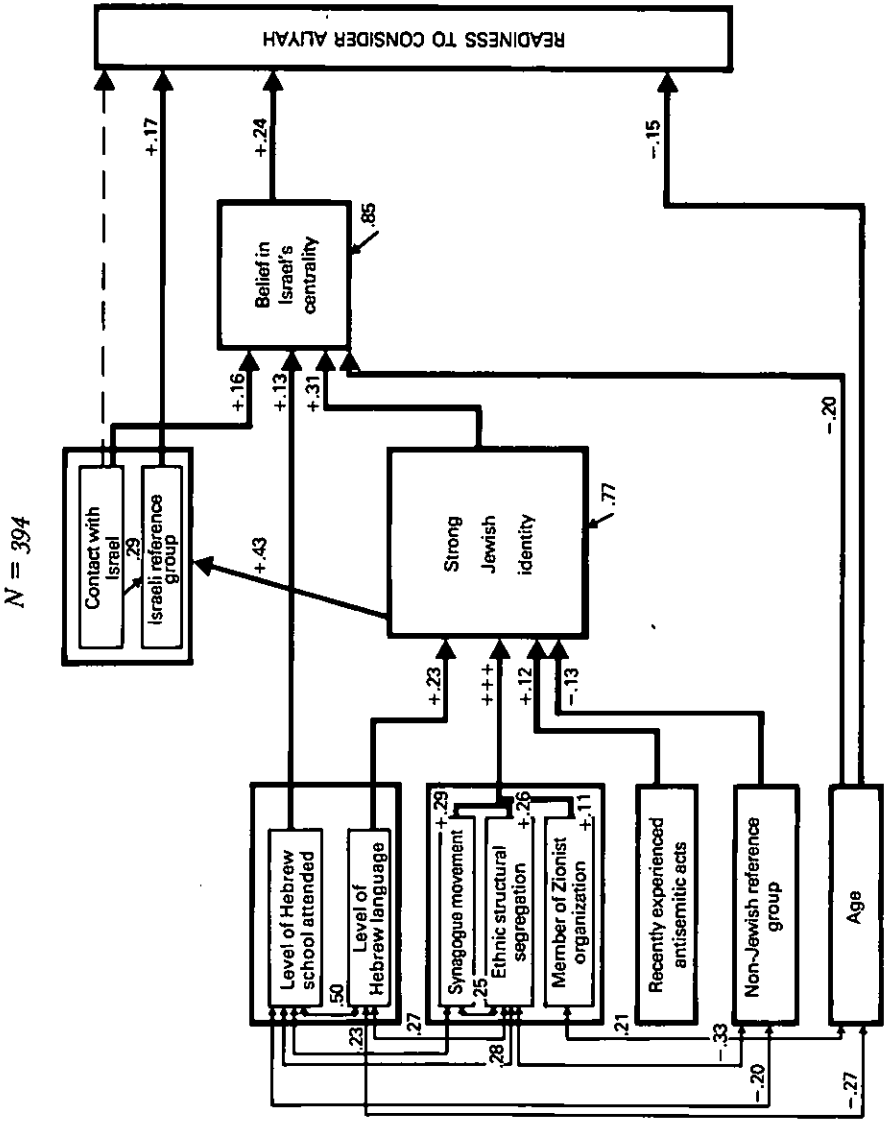 N = 394
READINESS TO CONSIDER ALIYAH
+.17
+.24
-.15
Belief in
Israel's
centrality
.85
+.16
+.13
+.31
-.20
Contact with
Israel
.29
Israeli reference
group
+.43
Strong
Jewish
identity
.77
+.23
+++
+.12
-.13
Level of Hebrew
school attended
.50
Level of
Hebrew language
Synagogue movement
+.29
.25
Ethnic structural
segregation
+.26
Member of Zionist
organization
+.11
Recently experienced
antisemitic acts
Non-Jewish reference
group
Age
.23
.27
.28
.21
-.33
-.20
-.27